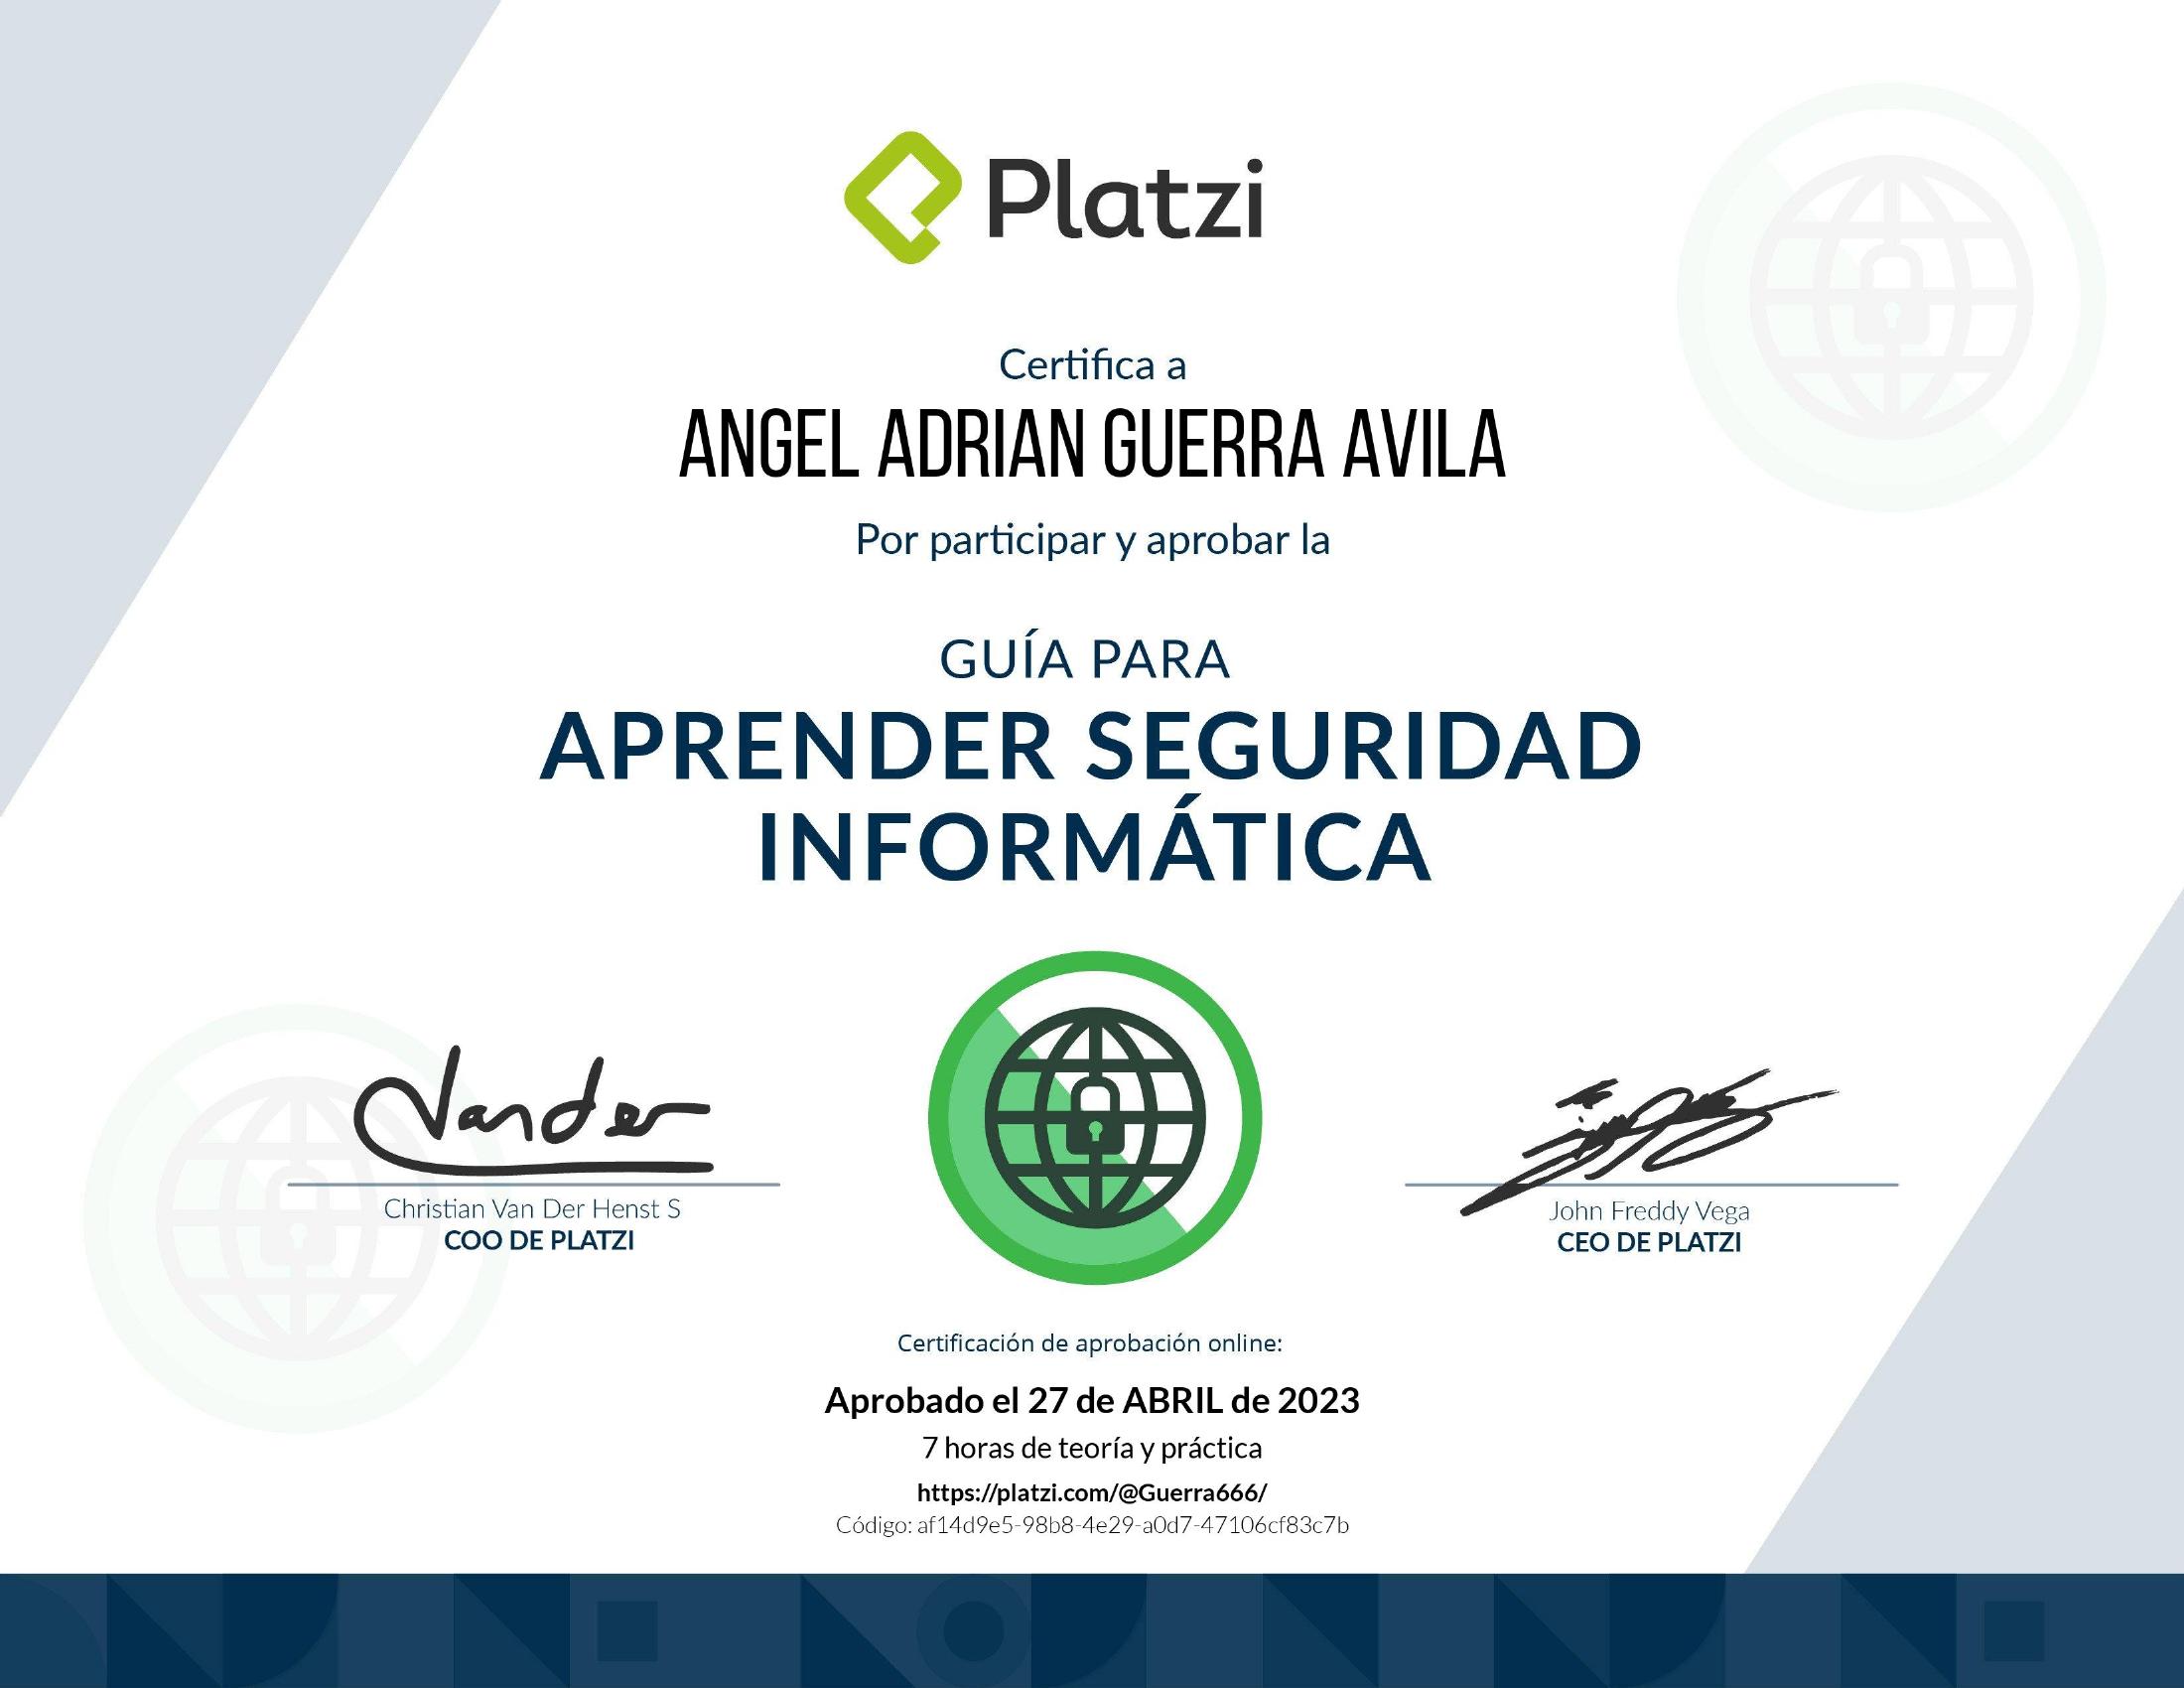 Platzi
Certifica a
ANGEL ADRIAN GUERRA AVILA
Por participar y aprobar la
GUÍA PARA
APRENDER SEGURIDAD
INFORMÁTICA
Vander
Christian Van Der Henst S
COO DE PLATZI
John Freddy Vega
CEO DE PLATZI
Certificación de aprobación online:
Aprobado el 27 de ABRIL de 2023
7 horas de teoría y práctica
https://platzi.com/@Guerra666/
Código: af14d9e5-98b8-4e29-a0d7-47106cf83c7b